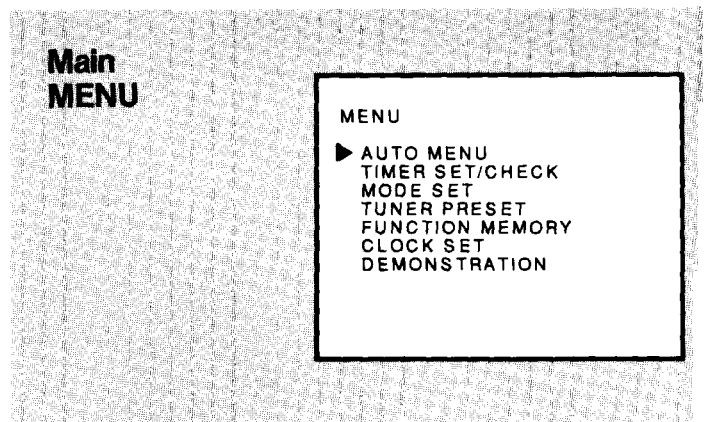 Main
MENU
MENU
▶ AUTO MENU
TIMER SET/CHECK
MODE SET
TUNER PRESET
FUNCTION MEMORY
CLOCK SET
DEMONSTRATION